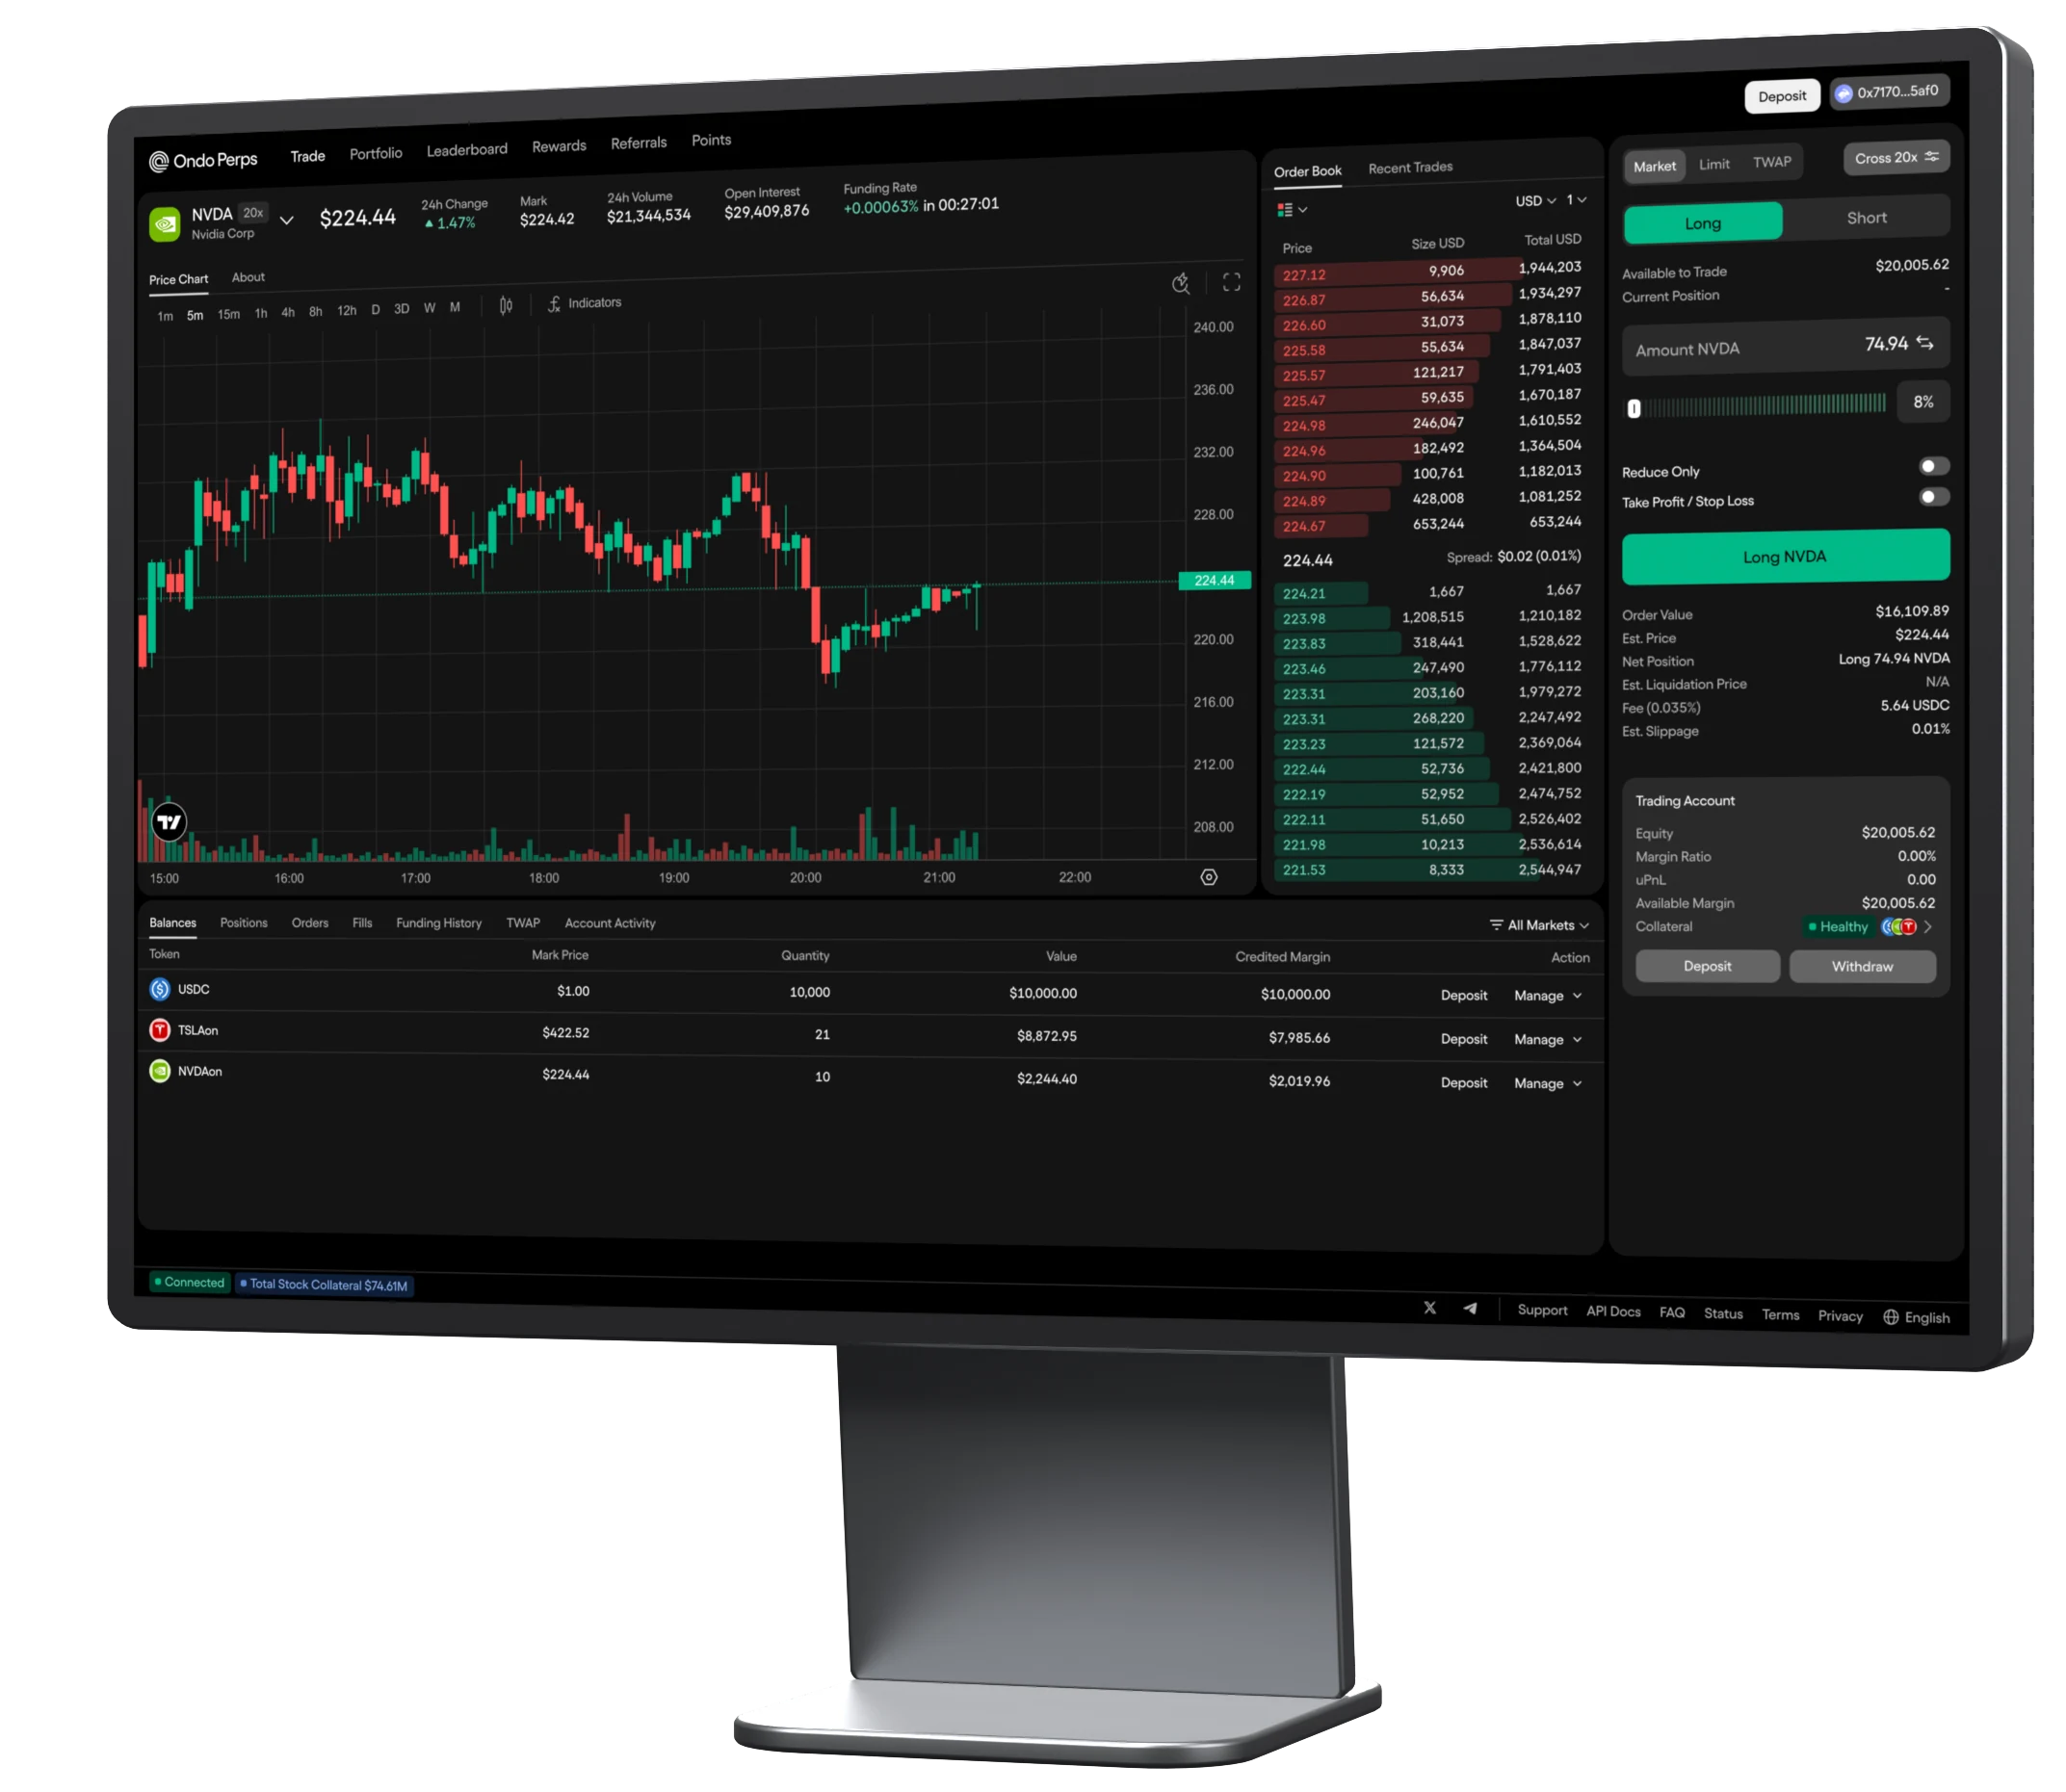 Deposit 0x7170...5af0
Ondo Perps Trade Portfolio Leaderboard Rewards Referrals Points
NVDA 20x
Nvidia Corp
$224.44
24h Change
1.47%
Mark
$224.42
24h Volume
$21,344,534
Open Interest
$29,409,876
Funding Rate
+0.00063% in 00:27:01
Price Chart About
1m 5m 15m 1h 4h 8h 12h D 3D W M Indicators
240.00
236.00
232.00
228.00
224.44
220.00
216.00
212.00
208.00
15:00 16:00 17:00 18:00 19:00 20:00 21:00 22:00
Order Book Recent Trades
USD 1
Price Size USD Total USD
227.12 9,906 1,944,203
226.87 56,634 1,934,297
226.60 31,073 1,878,110
225.58 55,634 1,847,037
225.57 121,217 1,791,403
225.47 59,635 1,670,187
224.98 246,047 1,610,552
224.96 182,492 1,364,504
224.90 100,761 1,182,013
224.89 428,008 1,081,252
224.67 653,244 653,244
224.44 Spread: $0.02 (0.01%)
224.21 1,667 1,667
223.98 1,208,515 1,210,182
223.83 318,441 1,528,622
223.46 247,490 1,776,112
223.31 203,160 1,979,272
223.31 268,220 2,247,492
223.23 121,572 2,369,064
222.44 52,736 2,421,800
222.19 52,952 2,474,752
222.11 51,650 2,526,402
221.98 10,213 2,536,614
221.53 8,333 2,544,947
Market Limit TWAP Cross 20x
Long Short
Available to Trade $20,005.62
Current Position -
Amount NVDA 74.94
8%
Reduce Only
Take Profit / Stop Loss
Long NVDA
Order Value $16,109.89
Est. Price $224.44
Net Position Long 74.94 NVDA
Est. Liquidation Price N/A
Fee (0.035%) 5.64 USDC
Est. Slippage 0.01%
Trading Account
Equity $20,005.62
Margin Ratio 0.00%
uPnL 0.00
Available Margin $20,005.62
Collateral Healthy
Deposit Withdraw
Balances Positions Orders Fills Funding History TWAP Account Activity All Markets
Token Mark Price Quantity Value Credited Margin Action
USDC $1.00 10,000 $10,000.00 $10,000.00 Deposit Manage
TSLAon $422.52 21 $8,872.95 $7,985.66 Deposit Manage
NVDAon $224.44 10 $2,244.40 $2,019.96 Deposit Manage
Connected Total Stock Collateral $74.61M
Support API Docs FAQ Status Terms Privacy English